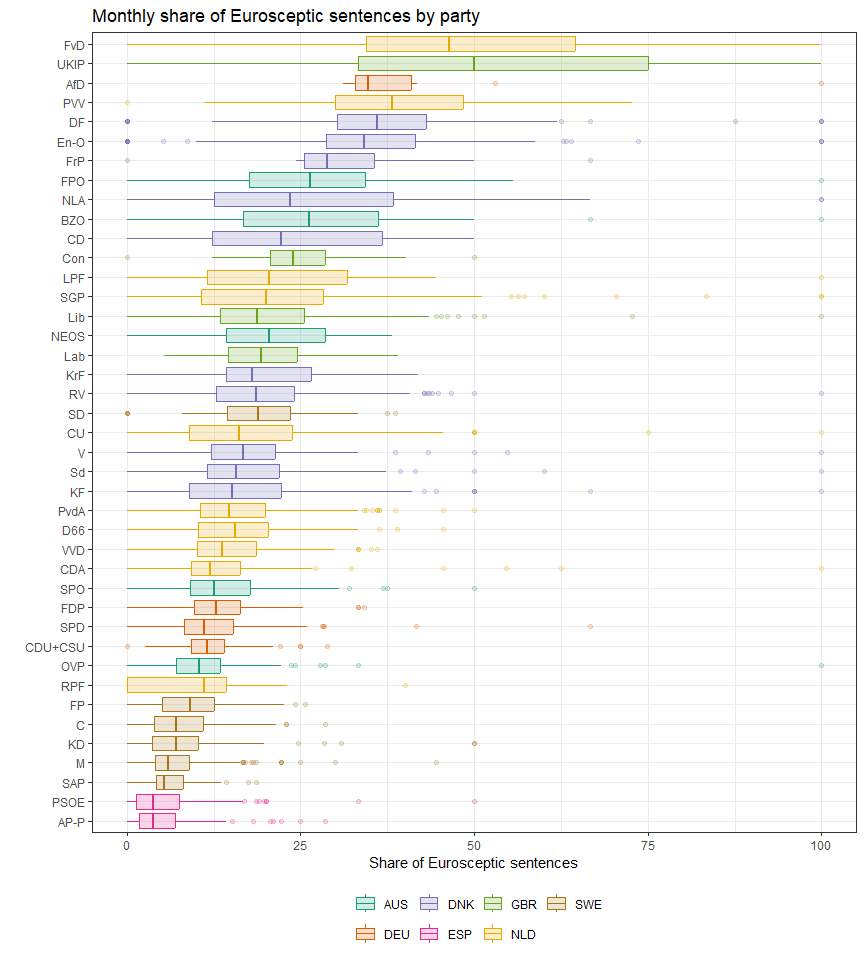 Monthly share of Eurosceptic sentences by party
FvD
UKIP
AfD
PVV
DF
En-O
FrP
FPO
NLA
BZO
CD
Con
LPF
SGP
Lib
NEOS
Lab
KrF
RV
SD
CU
V
Sd
KF
PvdA
D66
VVD
CDA
SPO
FDP
SPD
CDU+CSU
OVP
RPF
FP
C
KD
M
SAP
PSOE
AP-P
0 25 50 75 100
Share of Eurosceptic sentences
AUS DNK GBR SWE
DEU ESP NLD